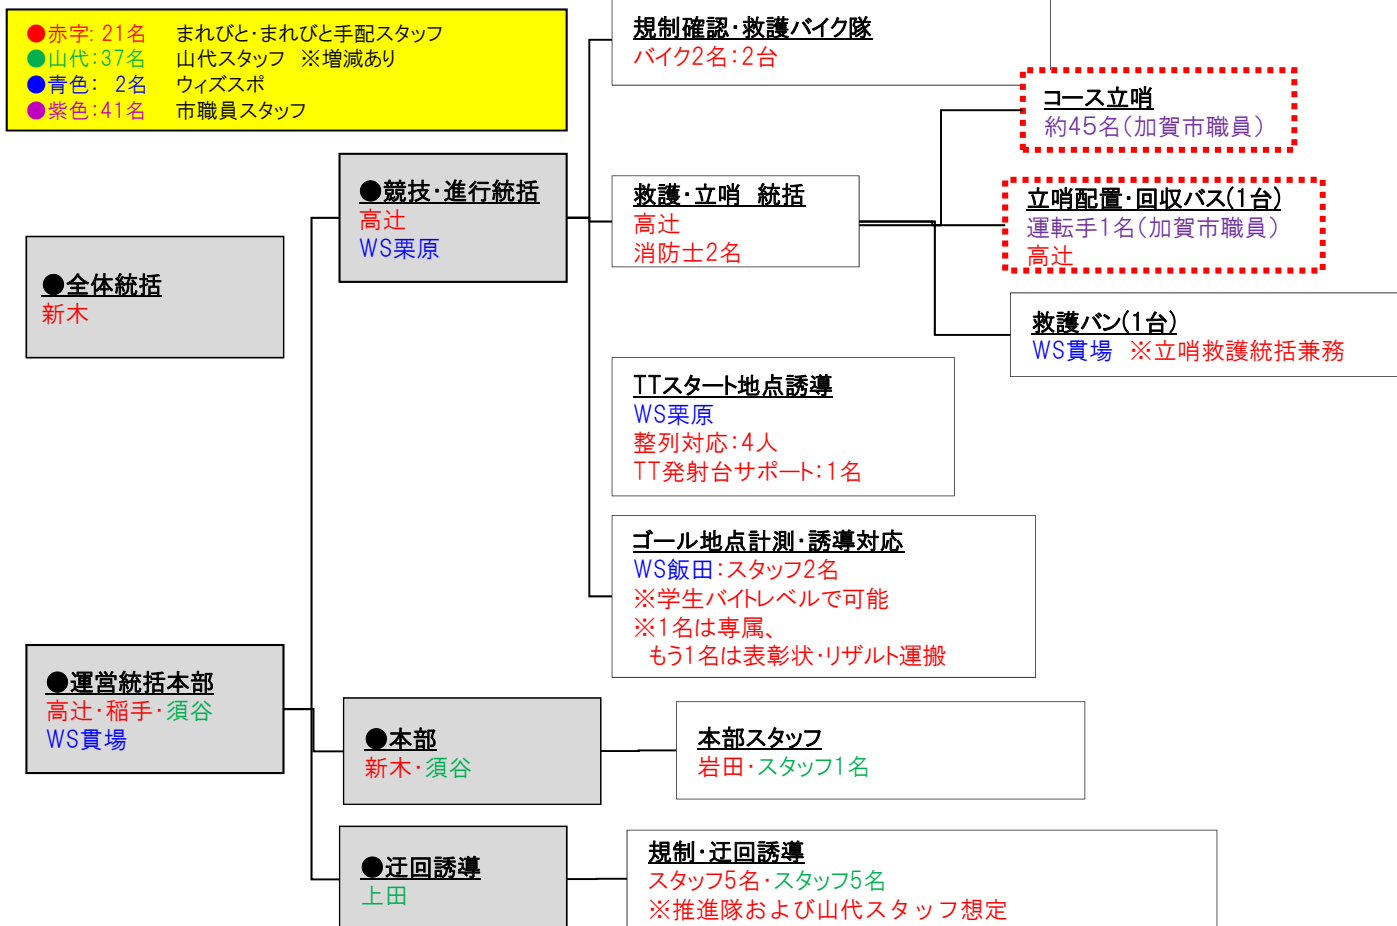 ●赤字: 21名 まれびと・まれびと手配スタッフ
●山代：37名 山代スタッフ ※増減あり
●青色： 2名 ウィズスポ
●紫色：41名 市職員スタッフ
規制確認・救護バイク隊
バイク2名：2台
コース立哨
約45名（加賀市職員）
●競技・進行統括
高辻
WS栗原
救護・立哨 統括
高辻
消防士2名
立哨配置・回収バス(1台)
運転手1名（加賀市職員）
高辻
●全体統括
新木
救護バン(1台)
WS貫場 ※立哨救護統括兼務
TTスタート地点誘導
WS栗原
整列対応：4人
TT発射台サポート：1名
ゴール地点計測・誘導対応
WS飯田：スタッフ2名
※学生バイトレベルで可能
※1名は専属、
もう1名は表彰状・リザルト運搬
●運営統括本部
高辻・稲手・須谷
WS貫場
●本部
新木・須谷
本部スタッフ
岩田・スタッフ1名
●迂回誘導
上田
規制・迂回誘導
スタッフ5名・スタッフ5名
※推進隊および山代スタッフ想定